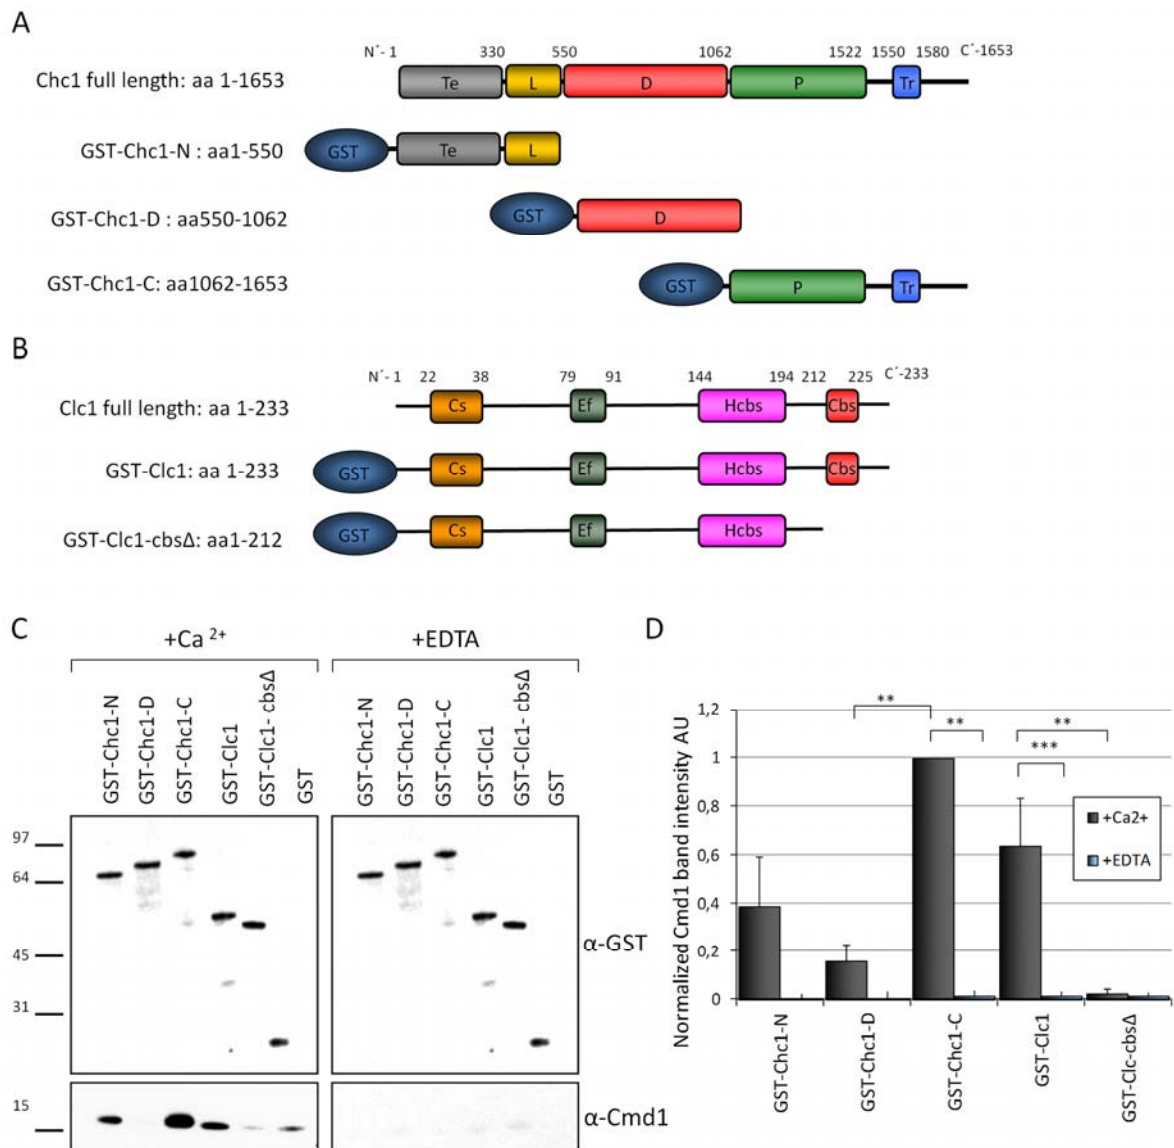 A
N´- 1 330 550 1062 1522 1550 1580 C´-1653
Chc1 full length: aa 1-1653 Te L D P Tr
GST-Chc1-N : aa1-550 GST Te L
GST-Chc1-D : aa550-1062 GST D
GST-Chc1-C: aa1062-1653 GST P Tr
B
N´- 1 22 38 79 91 144 194 212 225 C´-233
Clc1 full length: aa 1-233 Cs Ef Hcbs Cbs
GST-Clc1: aa 1-233 GST Cs Ef Hcbs Cbs
GST-Clc1-cbsΔ: aa1-212 GST Cs Ef Hcbs
C
+Ca 2+
+EDTA
GST-Chc1-N
GST-Chc1-D
GST-Chc1-C
GST-Clc1
GST-Clc1- cbsΔ
GST
GST-Chc1-N
GST-Chc1-D
GST-Chc1-C
GST-Clc1
GST-Clc1- cbsΔ
GST
97
64
45
31
15
α-GST
α-Cmd1
D
Normalized Cmd1 band intensity AU
1,2
1
0,8
0,6
0,4
0,2
0
**
**
**
***
+Ca2+
+EDTA
GST-Chc1-N
GST-Chc1-D
GST-Chc1-C
GST-Clc1
GST-Clc-cbsΔ